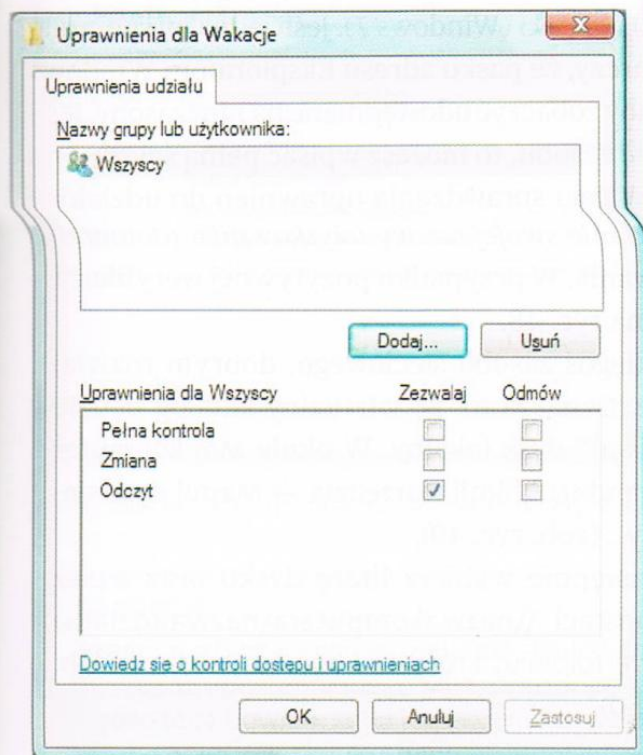 Uprawnienia dla Wakacje
Uprawnienia udziału
Nazwy grupy lub użytkownika:
Wszyscy
Dodaj...
Usuń
Uprawnienia dla Wszyscy Zezwalaj Odmów
Pełna kontrola
Zmiana
Odczyt
Dowiedz się o kontroli dostępu i uprawnieniach
OK Anuluj Zastosuj